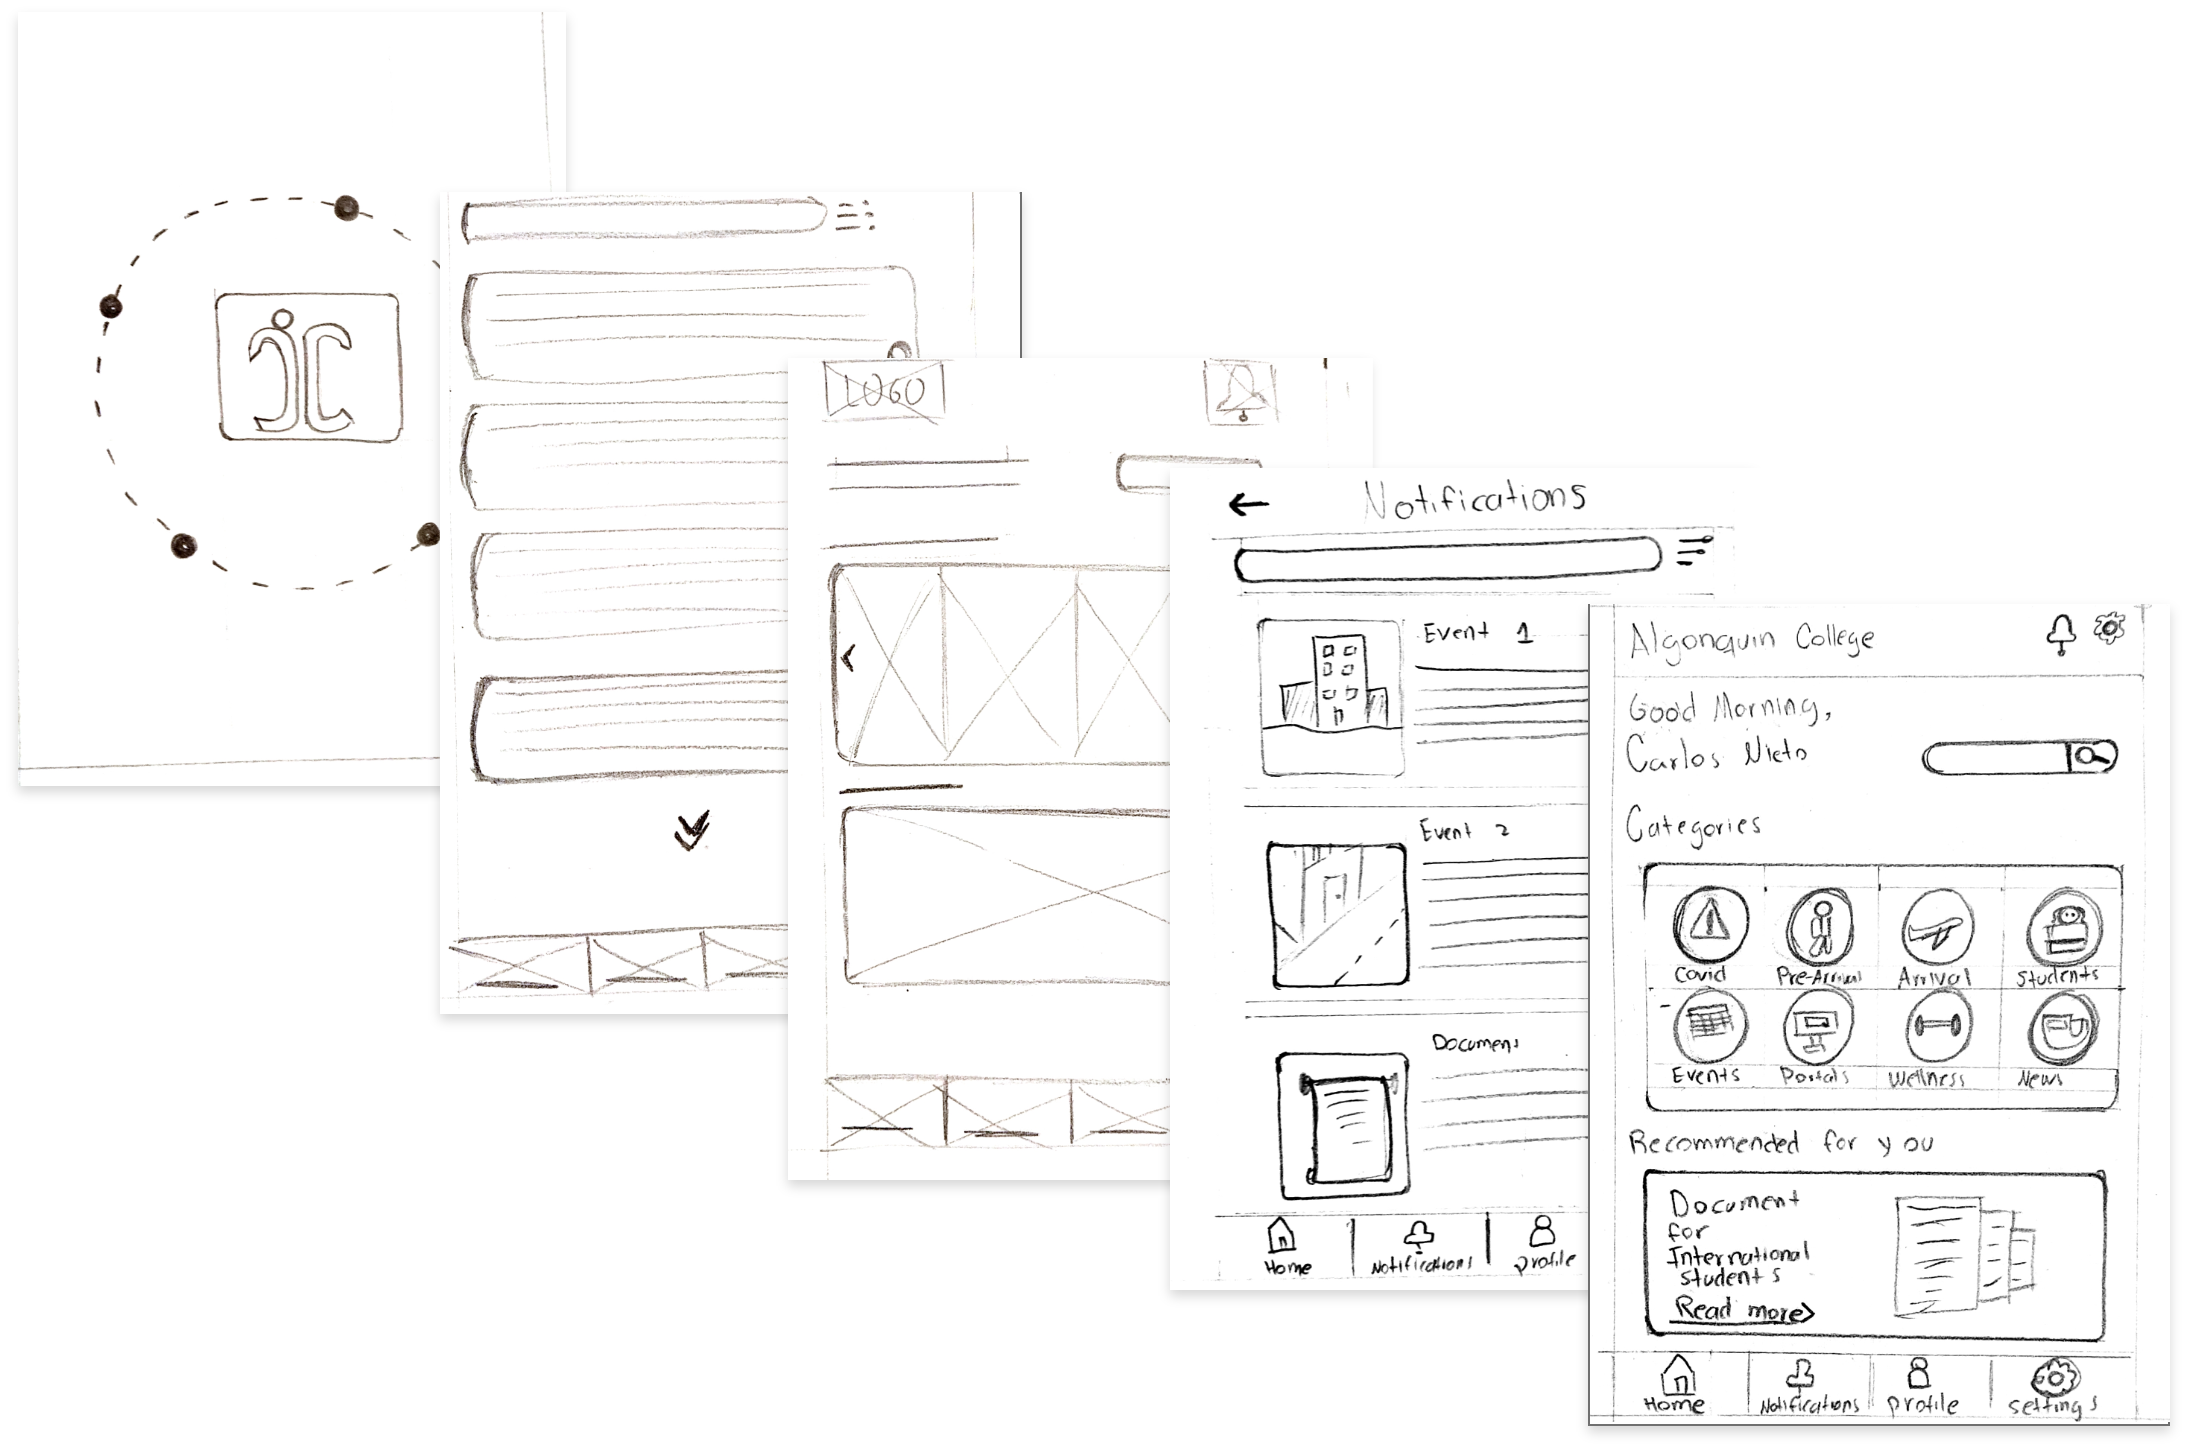 LOGO
Notifications
Event 1
Event 2
Document
Home
Notifications
profile
Algonquin College
Good Morning,
Carlos Nieto
Categories
Covid
Pre-Arrival
Arrival
Students
Events
Portals
Wellness
News
Recommended for you
Document
for
International
students
Read more
Home
Notifications
profile
settings